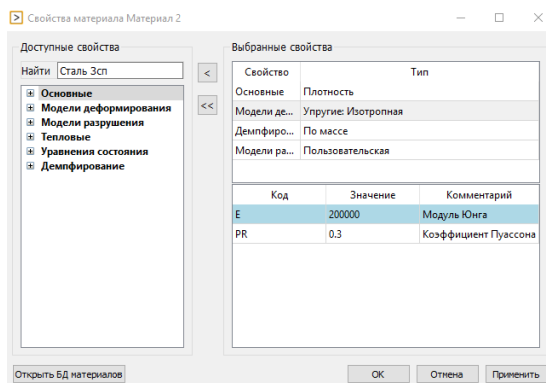 Свойства материала Материал 2
Доступные свойства
Найти Сталь 3сп
Основные
Модели деформирования
Модели разрушения
Тепловые
Уравнения состояния
Демпфирование
<
<<
Выбранные свойства
Свойство Тип
Основные Плотность
Модели де... Упругие: Изотропная
Демпфиро... По массе
Модели ра... Пользовательская
Код Значение Комментарий
E 200000 Модуль Юнга
PR 0.3 Коэффициент Пуассона
Открыть БД материалов OK Отмена Применить